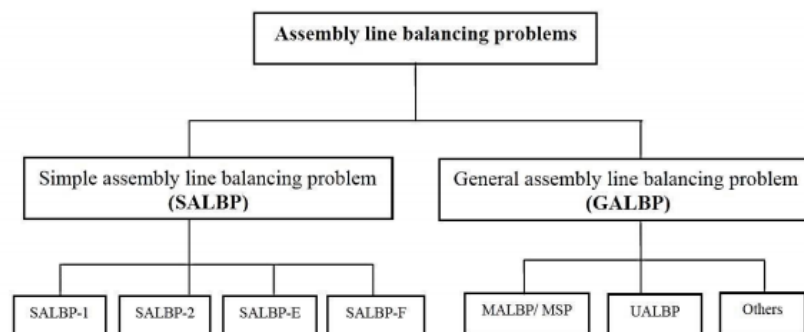 Assembly line balancing problems
Simple assembly line balancing problem
(SALBP)
General assembly line balancing problem
(GALBP)
SALBP-1
SALBP-2
SALBP-E
SALBP-F
MALBP/ MSP
UALBP
Others